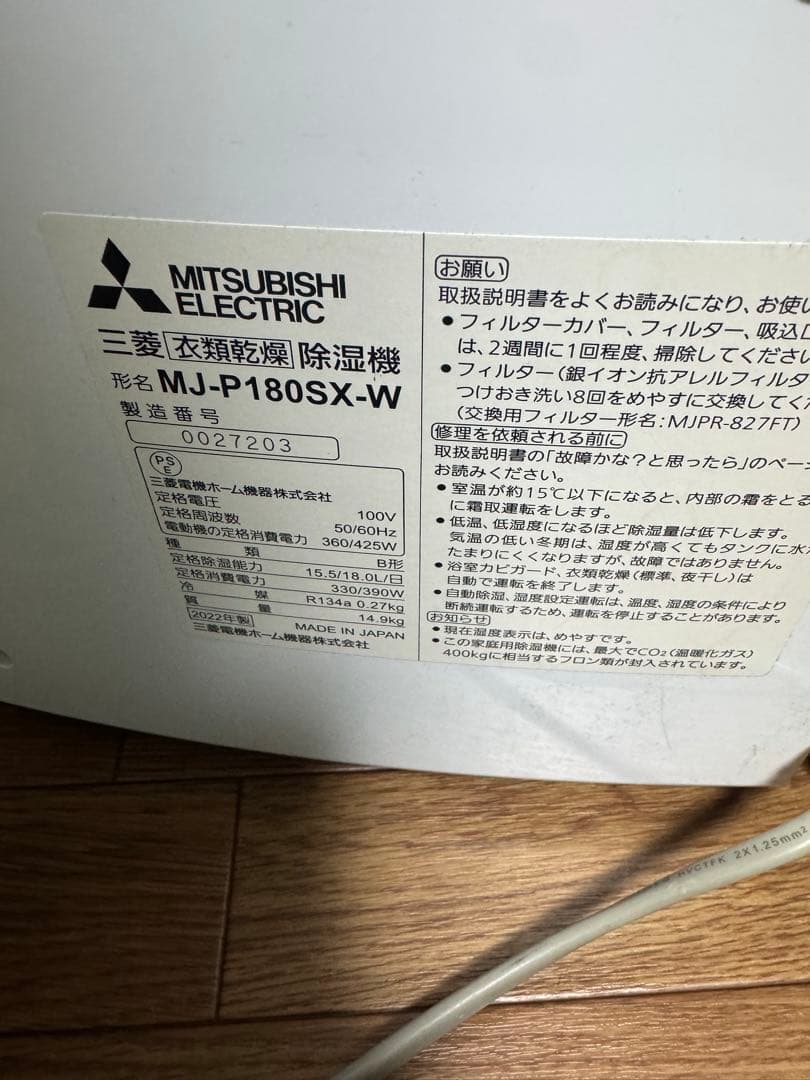 MITSUBISHI
ELECTRIC
三菱 衣類乾燥 除湿機
形名 MJ-P180SX-W
製造番号
0027203
PS
E
三菱電機ホーム機器株式会社
定格電圧 100V
定格周波数 50/60Hz
電動機の定格消費電力 360/425W
種類 B形
定格除湿能力 15.5/18.0L/日
定格消費電力 330/390W
冷媒 R134a 0.27kg
質量 14.9kg
2022年製 MADE IN JAPAN
三菱電機ホーム機器株式会社
お願い
取扱説明書をよくお読みになり、お使い
●フィルターカバー、フィルター、吸込口
は、2週間に1回程度、掃除してください
●フィルター(銀イオン抗アレルフィルタ
つけおき洗い8回をめやすに交換してくだ
(交換用フィルター形名:MJPR-827FT)
修理を依頼される前に
取扱説明書の「故障かな?と思ったら」のペー
お読みください。
●室温が約15℃以下になると、内部の霜をとる
に霜取運転をします。
●低温、低湿度になるほど除湿量は低下します。
気温の低い冬期は、湿度が高くてもタンクに水
たまりにくくなりますが、故障ではありません。
●浴室カビガード、衣類乾燥(標準、夜干し)は
自動で運転を終了します。
●自動除湿、湿度設定運転は、温度、湿度の条件により
断続運転するため、運転を停止することがあります。
お知らせ
●現在湿度表示は、めやすです。
●この家庭用除湿機には、最大でCO₂(温暖化ガス)
400kgに相当するフロン類が封入されています。
AVCTFK 2X1.25mm²